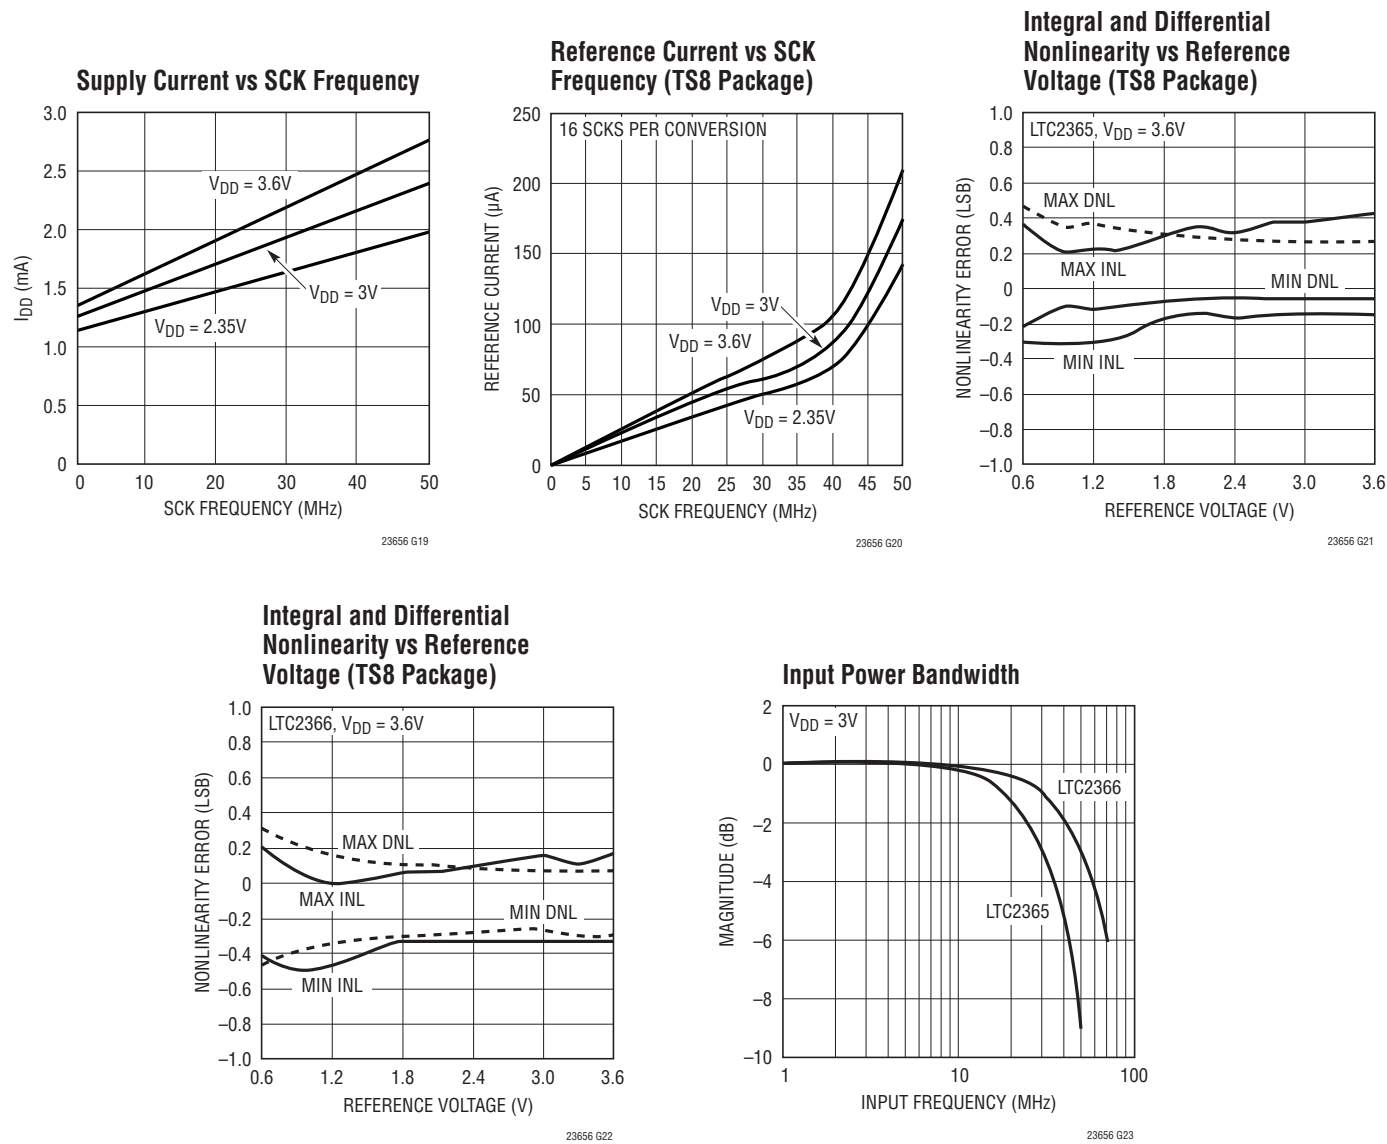 Supply Current vs SCK Frequency
3.0
2.5
2.0
1.5
1.0
0.5
0
IDD (mA)
VDD = 3.6V
VDD = 3V
VDD = 2.35V
0 10 20 30 40 50
SCK FREQUENCY (MHz)
23656 G19
Reference Current vs SCK
Frequency (TS8 Package)
250
200
150
100
50
0
REFERENCE CURRENT (µA)
16 SCKS PER CONVERSION
VDD = 3V
VDD = 3.6V
VDD = 2.35V
0 5 10 15 20 25 30 35 40 45 50
SCK FREQUENCY (MHz)
23656 G20
Integral and Differential
Nonlinearity vs Reference
Voltage (TS8 Package)
1.0
0.8
0.6
0.4
0.2
0
–0.2
–0.4
–0.6
–0.8
–1.0
NONLINEARITY ERROR (LSB)
LTC2365, VDD = 3.6V
MAX DNL
MAX INL
MIN DNL
MIN INL
0.6 1.2 1.8 2.4 3.0 3.6
REFERENCE VOLTAGE (V)
23656 G21
Integral and Differential
Nonlinearity vs Reference
Voltage (TS8 Package)
1.0
0.8
0.6
0.4
0.2
0
–0.2
–0.4
–0.6
–0.8
–1.0
NONLINEARITY ERROR (LSB)
LTC2366, VDD = 3.6V
MAX DNL
MAX INL
MIN DNL
MIN INL
0.6 1.2 1.8 2.4 3.0 3.6
REFERENCE VOLTAGE (V)
23656 G22
Input Power Bandwidth
2
0
–2
–4
–6
–8
–10
MAGNITUDE (dB)
VDD = 3V
LTC2366
LTC2365
1 10 100
INPUT FREQUENCY (MHz)
23656 G23